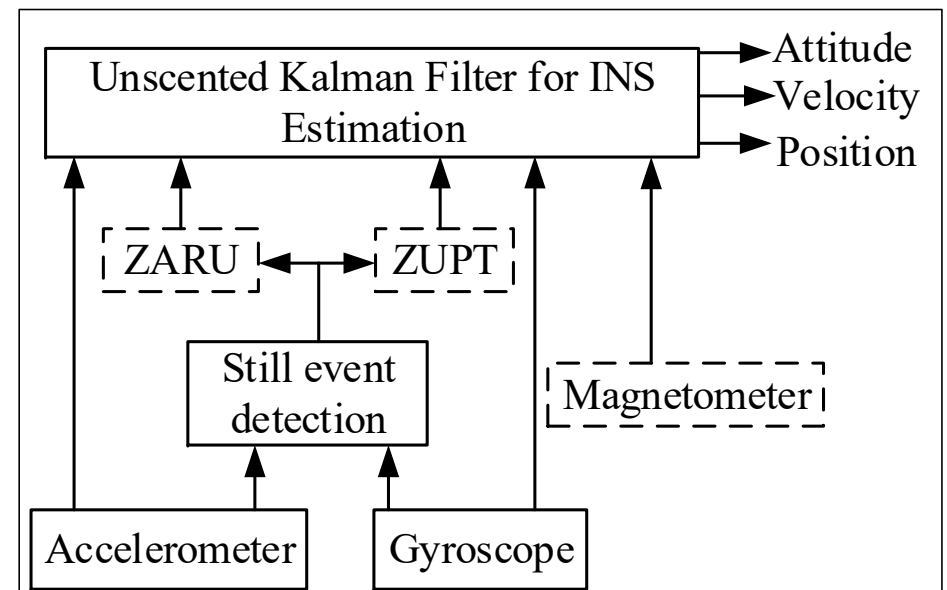 Unscented Kalman Filter for INS
Estimation
Attitude
Velocity
Position
ZARU
ZUPT
Still event
detection
Magnetometer
Accelerometer
Gyroscope